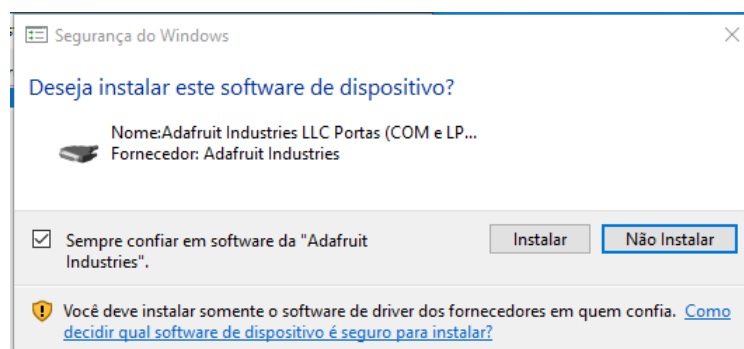 Segurança do Windows
Deseja instalar este software de dispositivo?
Nome:Adafruit Industries LLC Portas (COM e LP...
Fornecedor: Adafruit Industries
Sempre confiar em software da "Adafruit
Industries".
Instalar
Não Instalar
Você deve instalar somente o software de driver dos fornecedores em quem confia. Como
decidir qual software de dispositivo é seguro para instalar?